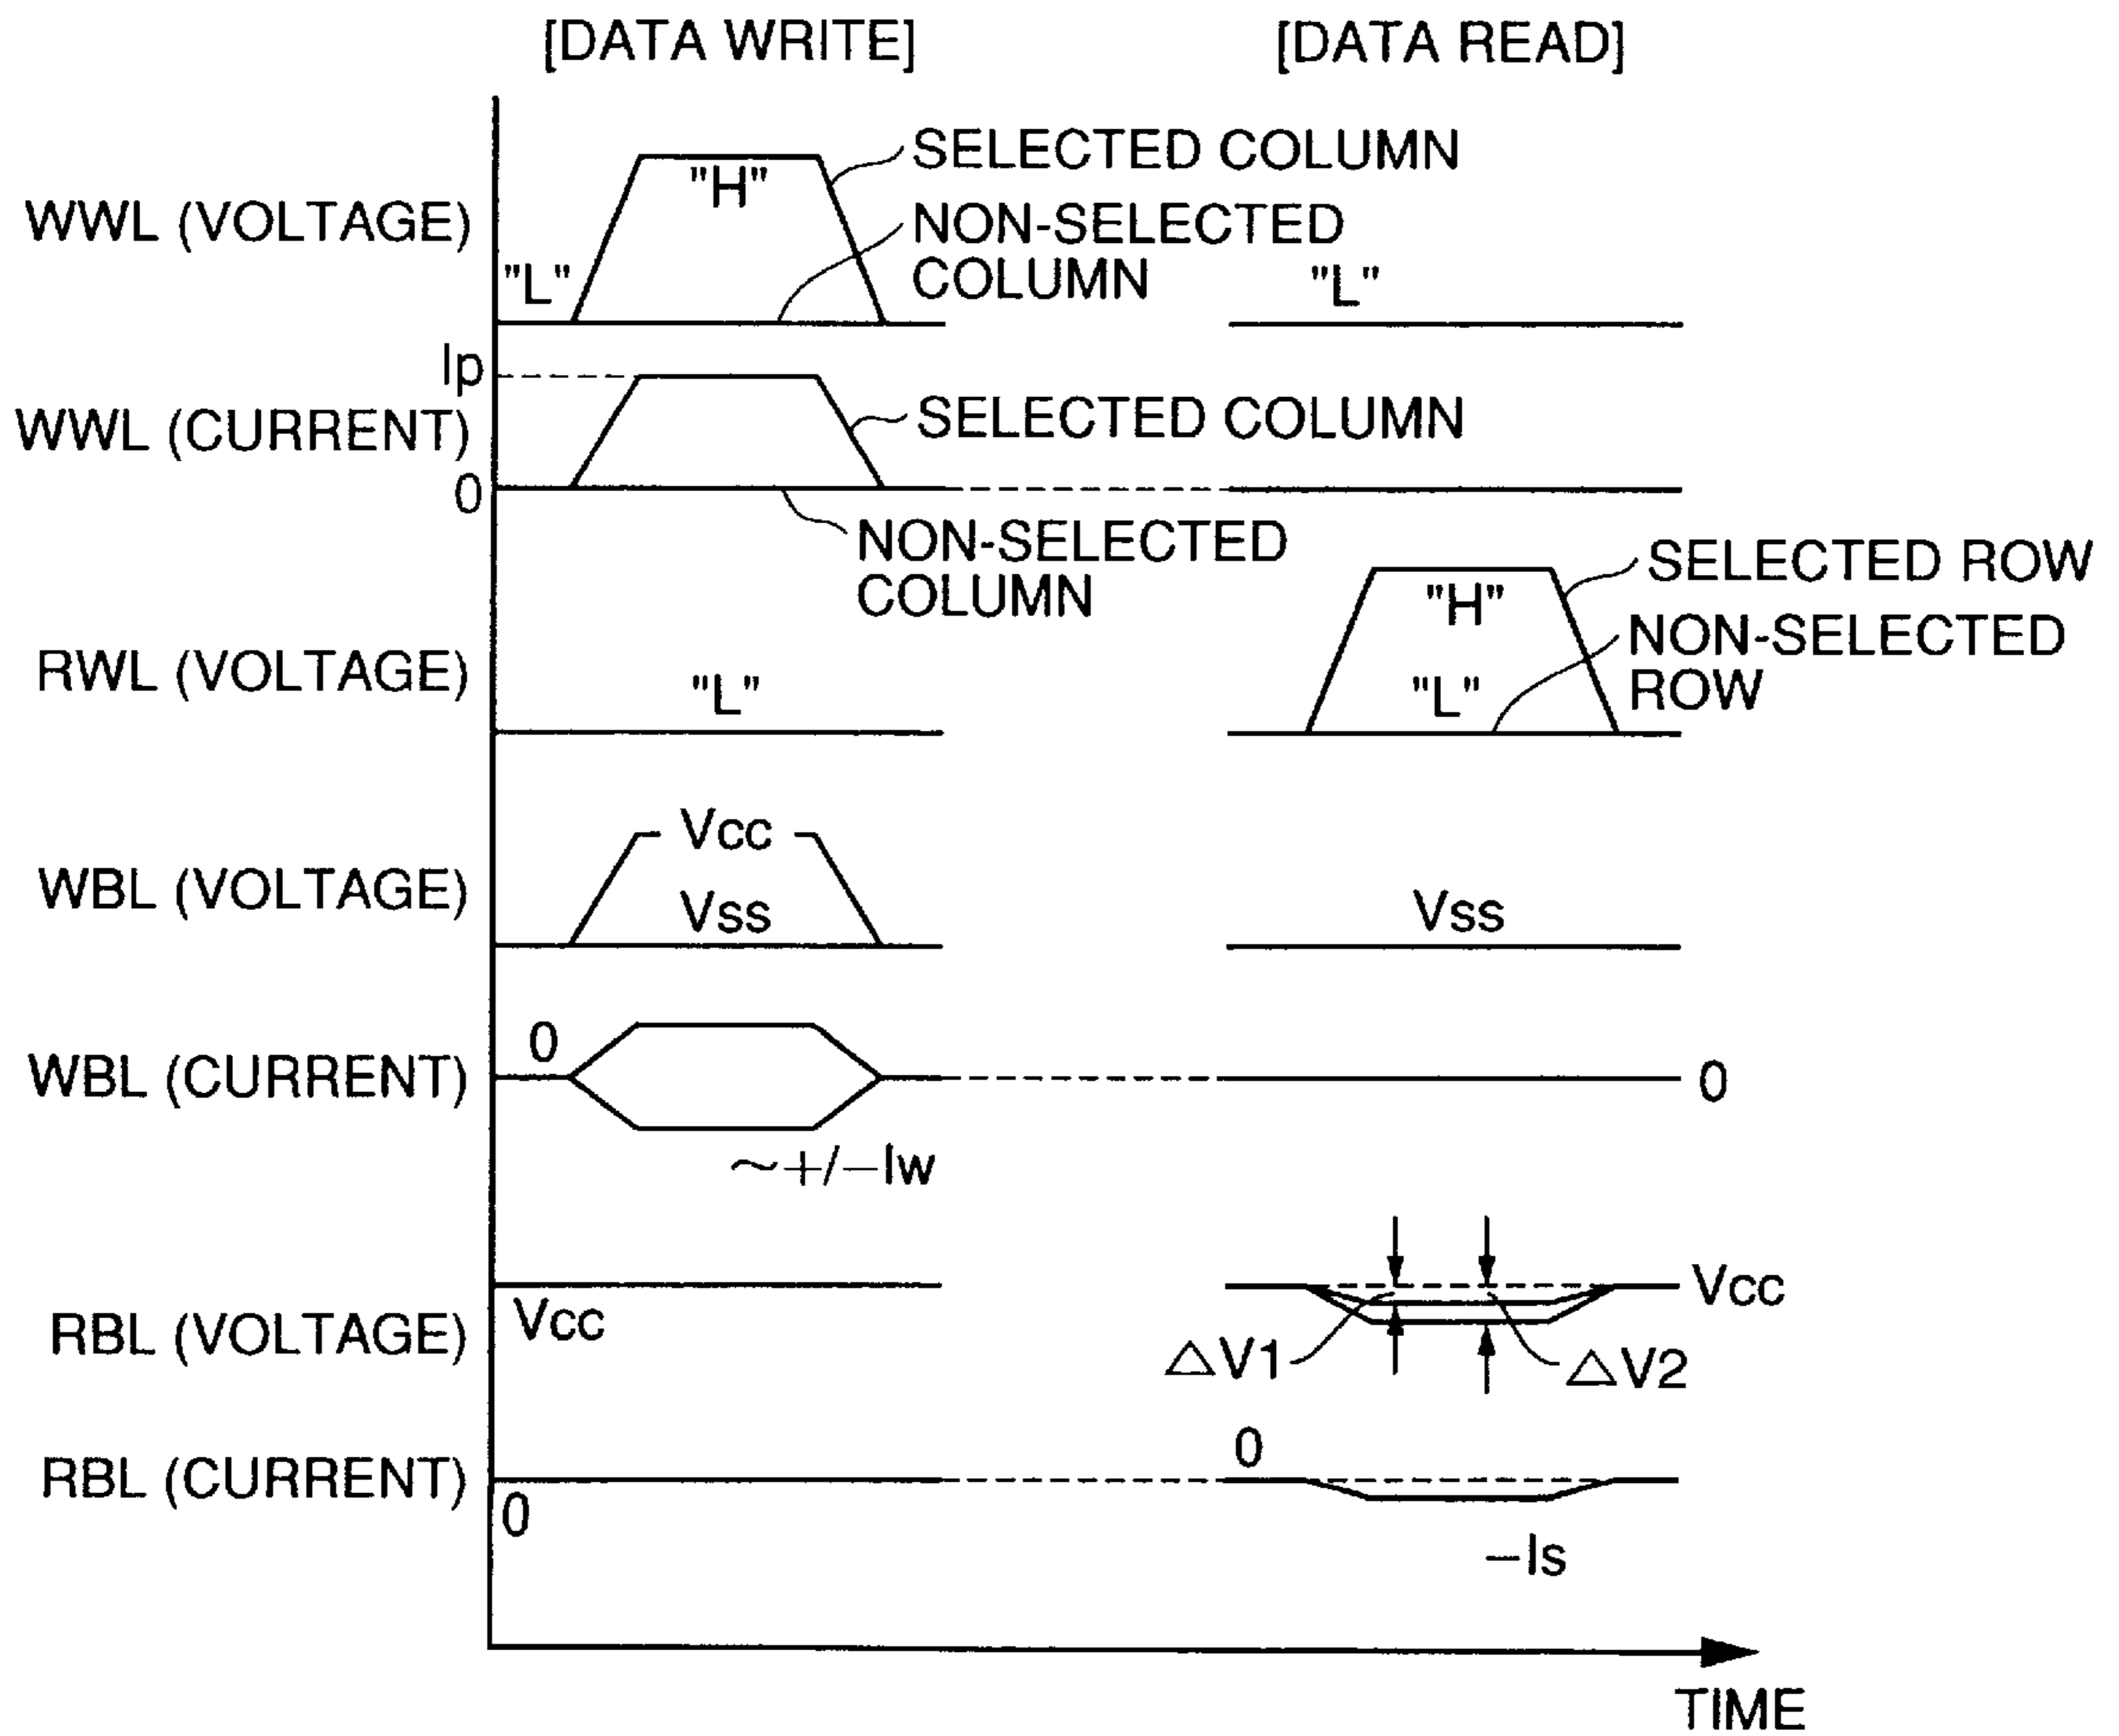 [DATA WRITE] [DATA READ]
SELECTED COLUMN
"H"
WWL (VOLTAGE)
NON-SELECTED
COLUMN
"L"
"L"
Ip
WWL (CURRENT)
SELECTED COLUMN
0
NON-SELECTED
COLUMN
SELECTED ROW
"H"
NON-SELECTED
ROW
RWL (VOLTAGE)
"L"
"L"
Vcc
WBL (VOLTAGE)
Vss
Vss
0
WBL (CURRENT)
0
~+/−Iw
Vcc
RBL (VOLTAGE)
Vcc
△V1
△V2
0
RBL (CURRENT)
0
−Is
TIME